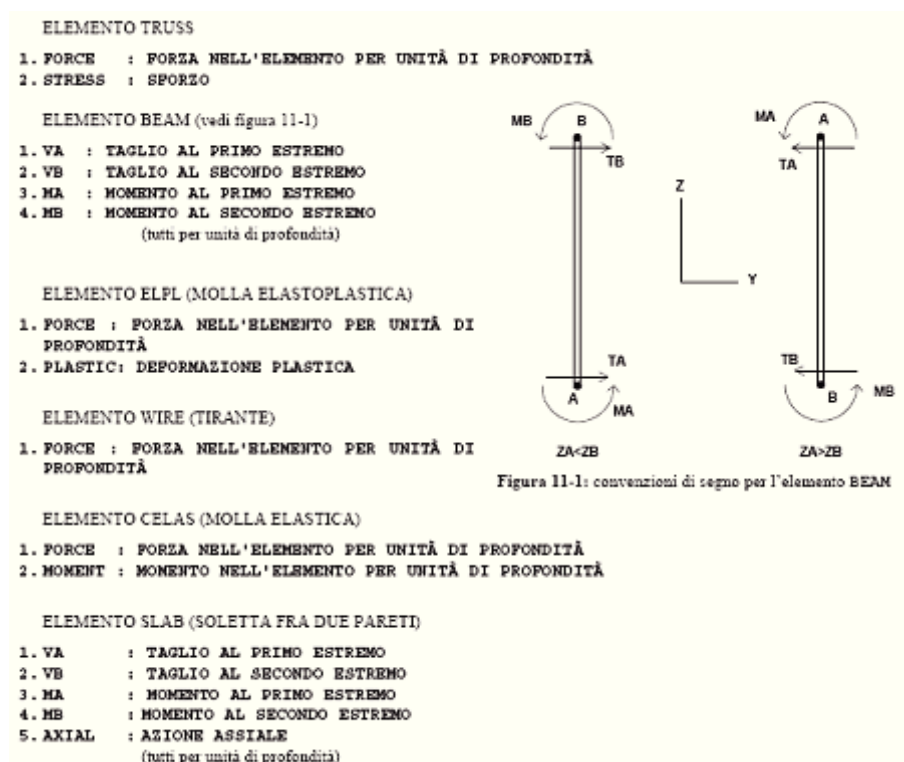 ELEMENTO TRUSS
1. FORCE : FORZA NELL'ELEMENTO PER UNITÀ DI PROFONDITÀ
2. STRESS : SFORZO
ELEMENTO BEAM (vedi figura 11-1)
1. VA : TAGLIO AL PRIMO ESTREMO
2. VB : TAGLIO AL SECONDO ESTREMO
3. MA : MOMENTO AL PRIMO ESTREMO
4. MB : MOMENTO AL SECONDO ESTREMO
(tutti per unità di profondità)
ELEMENTO ELPL (MOLLA ELASTOPLASTICA)
1. FORCE : FORZA NELL'ELEMENTO PER UNITÀ DI
PROFONDITÀ
2. PLASTIC: DEFORMAZIONE PLASTICA
ELEMENTO WIRE (TIRANTE)
1. FORCE : FORZA NELL'ELEMENTO PER UNITÀ DI
PROFONDITÀ
MB
B
TB
MA
A
TA
Z
Y
TA
A
MA
TB
B
MB
ZA<ZB
ZA>ZB
Figura 11-1: convenzioni di segno per l'elemento BEAM
ELEMENTO CELAS (MOLLA ELASTICA)
1. FORCE : FORZA NELL'ELEMENTO PER UNITÀ DI PROFONDITÀ
2. MOMENT : MOMENTO NELL'ELEMENTO PER UNITÀ DI PROFONDITÀ
ELEMENTO SLAB (SOLETTA FRA DUE PARETI)
1. VA : TAGLIO AL PRIMO ESTREMO
2. VB : TAGLIO AL SECONDO ESTREMO
3. MA : MOMENTO AL PRIMO ESTREMO
4. MB : MOMENTO AL SECONDO ESTREMO
5. AXIAL : AZIONE ASSIALE
(tutti per unità di profondità)